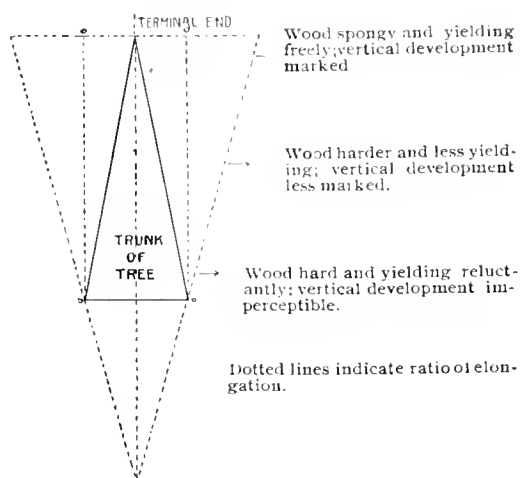 TERMINAL END
Wood spongy and yielding
freely; vertical development
marked
Wood harder and less yield-
ing; vertical development
less marked.
TRUNK
OF
TREE
Wood hard and yielding reluct-
antly; vertical development im-
perceptible.
Dotted lines indicate ratio of elon-
gation.